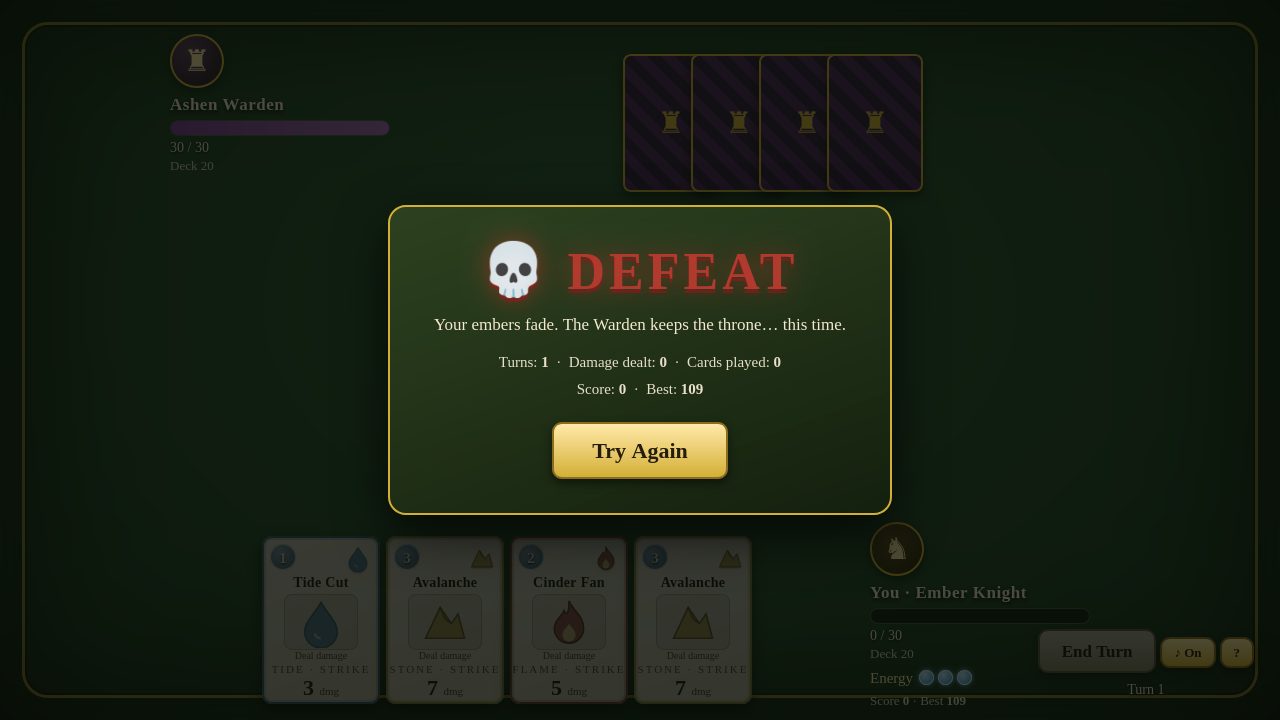 Ashen Warden
30 / 30
Deck 20
DEFEAT
Your embers fade. The Warden keeps the throne… this time.
Turns: 1 · Damage dealt: 0 · Cards played: 0
Score: 0 · Best: 109
Try Again
1
Tide Cut
Deal damage
TIDE · STRIKE
3 dmg
3
Avalanche
Deal damage
STONE · STRIKE
7 dmg
2
Cinder Fan
Deal damage
FLAME · STRIKE
5 dmg
3
Avalanche
Deal damage
STONE · STRIKE
7 dmg
You · Ember Knight
0 / 30
Deck 20
Energy
Score 0 · Best 109
End Turn
♪ On
?
Turn 1